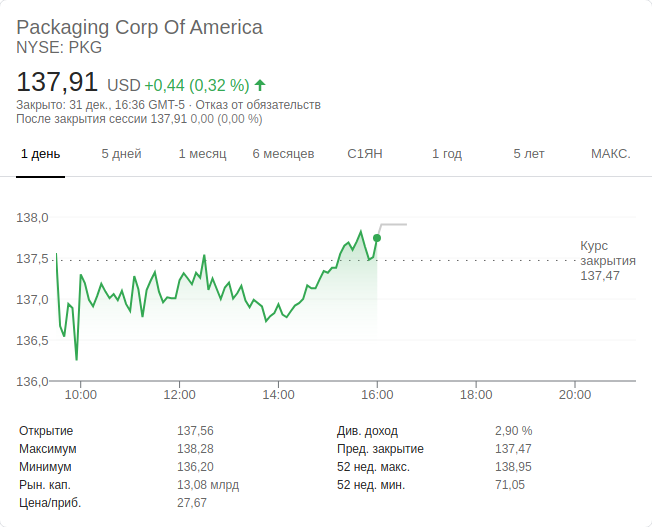 Packaging Corp Of America
NYSE: PKG
137,91 USD +0,44 (0,32 %)
Закрыто: 31 дек., 16:36 GMT-5 · Отказ от обязательств
После закрытия сессии 137,91 0,00 (0,00 %)
1 день 5 дней 1 месяц 6 месяцев С1ЯН 1 год 5 лет МАКС.
138,0
137,5
137,0
136,5
136,0
Курс
закрытия
137,47
10:00 12:00 14:00 16:00 18:00 20:00
Открытие 137,56 Див. доход 2,90 %
Максимум 138,28 Пред. закрытие 137,47
Минимум 136,20 52 нед. макс. 138,95
Рын. кап. 13,08 млрд 52 нед. мин. 71,05
Цена/приб. 27,67